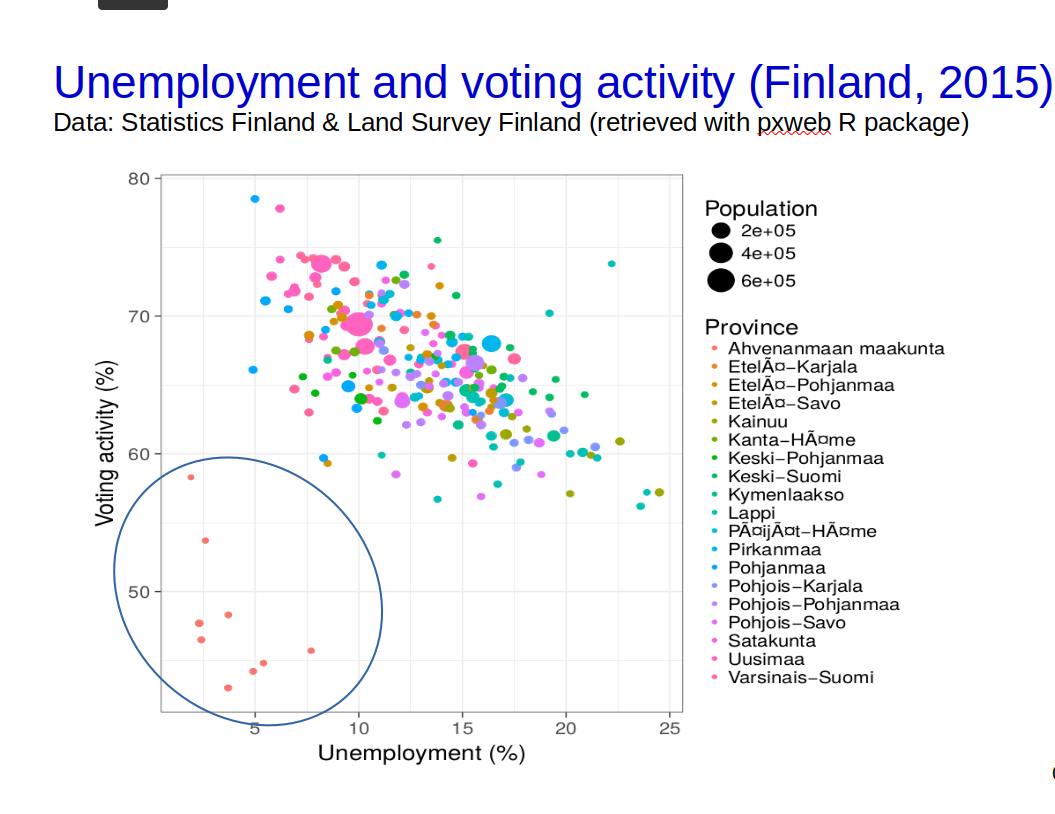 Unemployment and voting activity (Finland, 2015)
Data: Statistics Finland & Land Survey Finland (retrieved with pxweb R package)
80
70
60
50
Voting activity (%)
5
10
15
20
25
Unemployment (%)
Population
2e+05
4e+05
6e+05
Province
Ahvenanmaan maakunta
EtelÃ¤−Karjala
EtelÃ¤−Pohjanmaa
EtelÃ¤−Savo
Kainuu
Kanta−HÃ¤me
Keski−Pohjanmaa
Keski−Suomi
Kymenlaakso
Lappi
PÃ¤ijÃ¤t−HÃ¤me
Pirkanmaa
Pohjanmaa
Pohjois−Karjala
Pohjois−Pohjanmaa
Pohjois−Savo
Satakunta
Uusimaa
Varsinais−Suomi